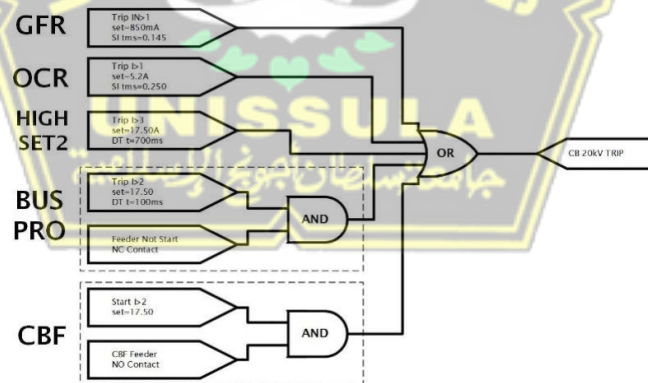 GFR
Trip IN>1
set=850mA
SI tms=0.145
OCR
Trip I>1
set=5.2A
SI tms=0.250
HIGH
SET2
Trip I>3
set=17.50A
DT t=700ms
BUS
PRO
Trip I>2
set=17.50
DT t=100ms
Feeder Not Start
NC Contact
AND
OR
CB 20kV TRIP
CBF
Start I>2
set=17.50
CBF Feeder
NO Contact
AND
UNISSULA
جامعتسلطان أجونج الإسلامية